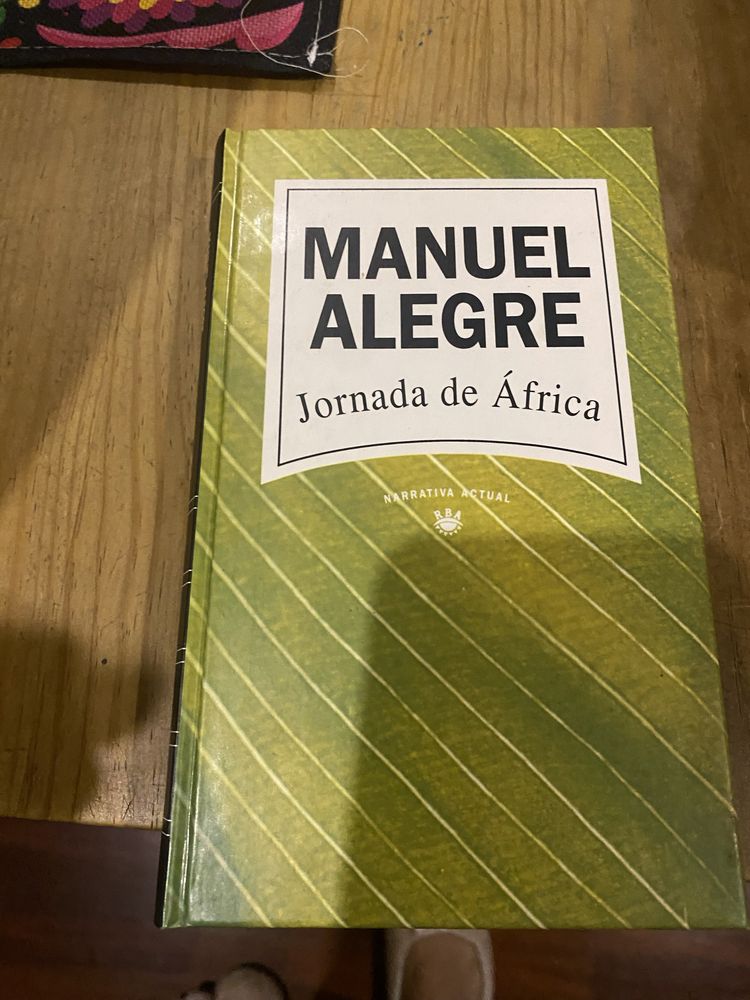 MANUEL
ALEGRE
Jornada de África
NARRATIVA ACTUAL
RBA